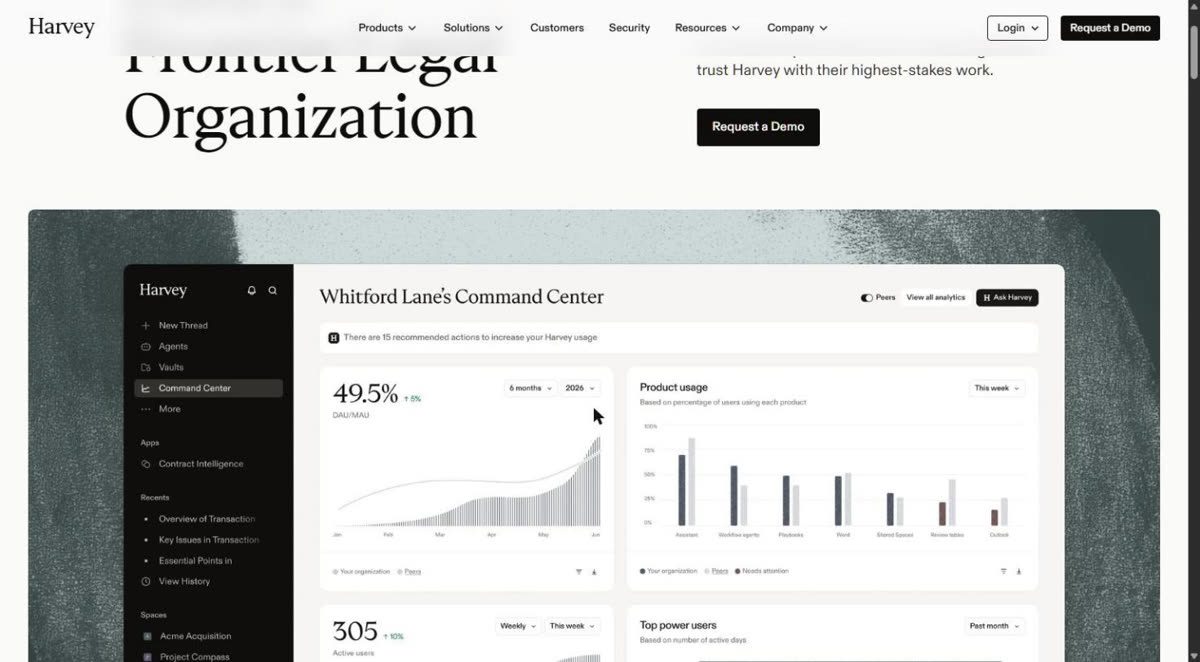 Harvey
Products
Solutions
Customers
Security
Resources
Company
Login
Request a Demo
Frontier Legal
Organization
trust Harvey with their highest-stakes work.
Request a Demo
Harvey
New Thread
Agents
Vaults
Command Center
More
Apps
Contract Intelligence
Recents
Overview of Transaction
Key Issues in Transaction
Essential Points in
View History
Spaces
Acme Acquisition
Project Compass
Whitford Lane's Command Center
Peers
View all analytics
H Ask Harvey
H There are 15 recommended actions to increase your Harvey usage
49.5% ↑ 5%
6 months
2026
DAU/MAU
Jan Feb Mar Apr May Jun
Your organization Peers
Product usage
This week
Based on percentage of users using each product
100%
75%
50%
25%
0%
Assistant Workflow agents Playbooks Word Shared Spaces Review tables Outlook
Your organization Peers Needs attention
305 ↑ 10%
Weekly
This week
Active users
Top power users
Past month
Based on number of active days